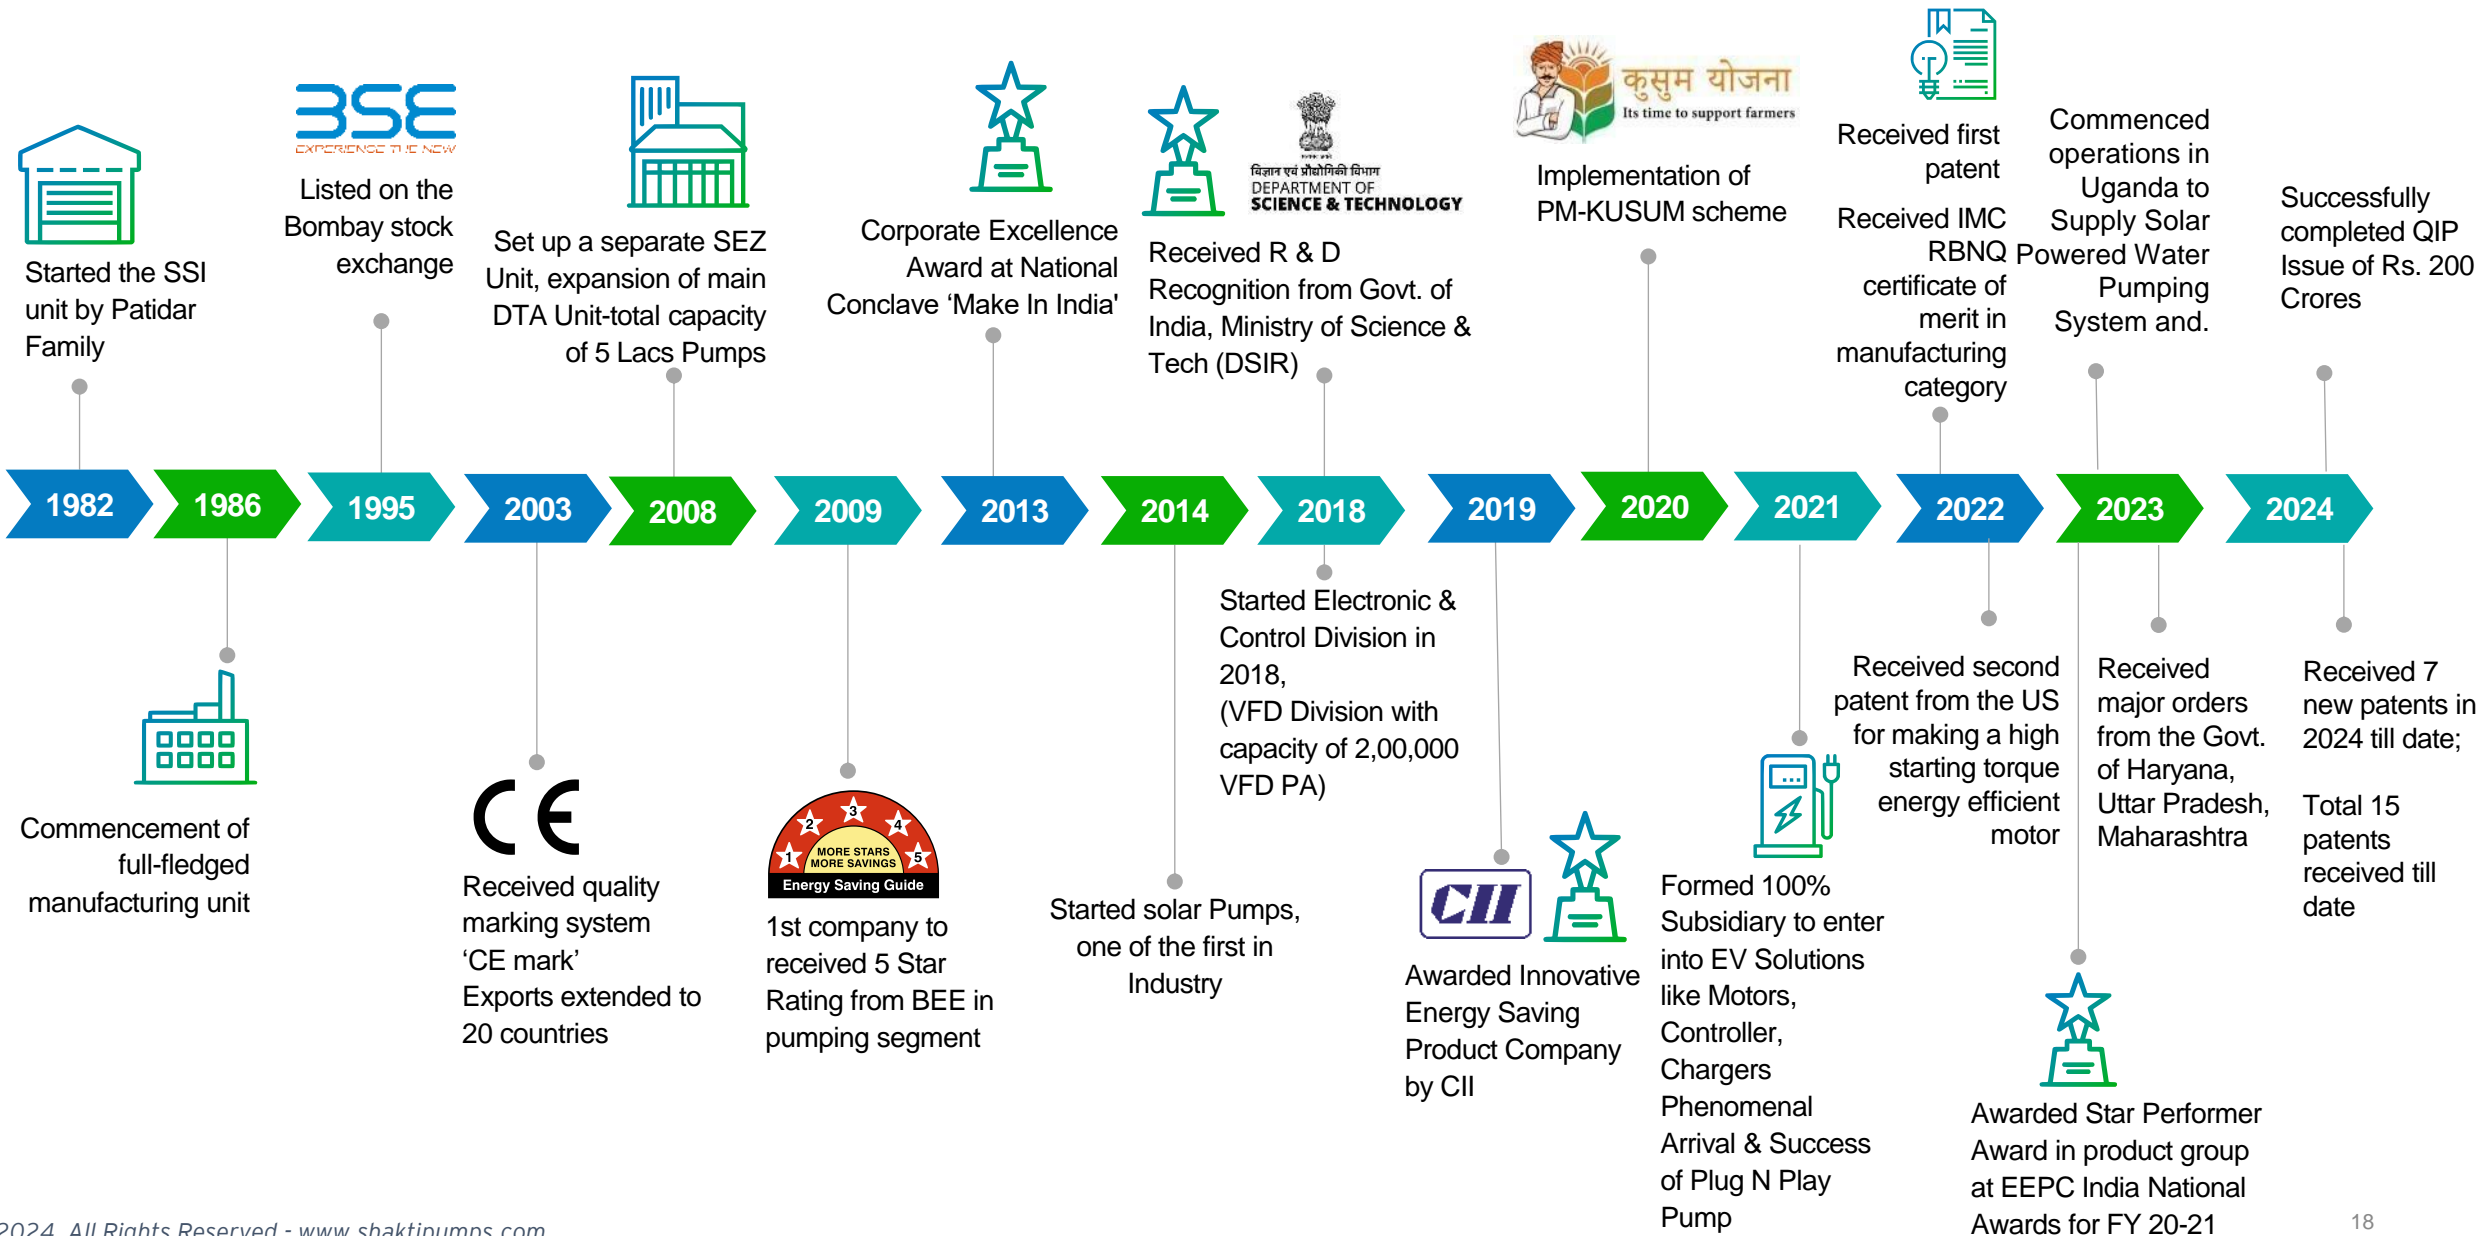 BSE
EXPERIENCE THE NEW
Started the SSI
unit by Patidar
Family
Listed on the
Bombay stock
exchange
Set up a separate SEZ
Unit, expansion of main
DTA Unit-total capacity
of 5 Lacs Pumps
Corporate Excellence
Award at National
Conclave ‘Make In India'
विज्ञान एवं प्रौद्योगिकी विभाग
DEPARTMENT OF
SCIENCE & TECHNOLOGY
Received R & D
Recognition from Govt. of
India, Ministry of Science &
Tech (DSIR)
कुसुम योजना
Its time to support farmers
Implementation of
PM-KUSUM scheme
Received first
patent
Received IMC
RBNQ
certificate of
merit in
manufacturing
category
Commenced
operations in
Uganda to
Supply Solar
Powered Water
Pumping
System and.
Successfully
completed QIP
Issue of Rs. 200
Crores
1982
1986
1995
2003
2008
2009
2013
2014
2018
2019
2020
2021
2022
2023
2024
Commencement of
full-fledged
manufacturing unit
CE
Received quality
marking system
‘CE mark’
Exports extended to
20 countries
1 2 3 4 5
MORE STARS
MORE SAVINGS
Energy Saving Guide
1st company to
received 5 Star
Rating from BEE in
pumping segment
Started solar Pumps,
one of the first in
Industry
Started Electronic &
Control Division in
2018,
(VFD Division with
capacity of 2,00,000
VFD PA)
CII
Awarded Innovative
Energy Saving
Product Company
by CII
Formed 100%
Subsidiary to enter
into EV Solutions
like Motors,
Controller,
Chargers
Phenomenal
Arrival & Success
of Plug N Play
Pump
Received second
patent from the US
for making a high
starting torque
energy efficient
motor
Awarded Star Performer
Award in product group
at EEPC India National
Awards for FY 20-21
Received
major orders
from the Govt.
of Haryana,
Uttar Pradesh,
Maharashtra
Received 7
new patents in
2024 till date;
Total 15
patents
received till
date
2024. All Rights Reserved - www.shaktipumps.com
18